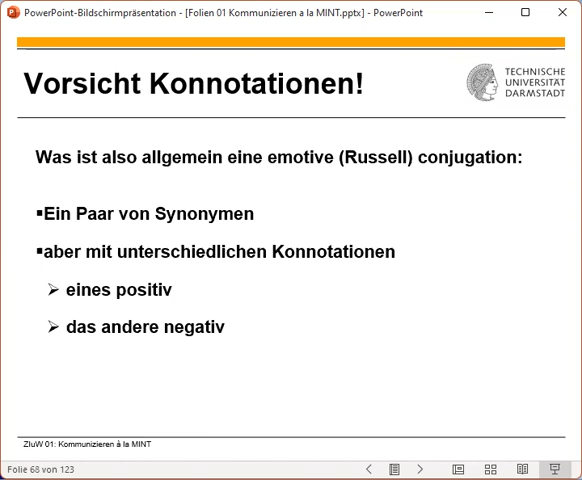 PowerPoint-Bildschirmpräsentation - [Folien 01 Kommunizieren a la MINT.pptx] - PowerPoint
Vorsicht Konnotationen!
TECHNISCHE
UNIVERSITÄT
DARMSTADT
Was ist also allgemein eine emotive (Russell) conjugation:
▪Ein Paar von Synonymen
▪aber mit unterschiedlichen Konnotationen
➢ eines positiv
➢ das andere negativ
ZluW 01: Kommunizieren à la MINT
Folie 68 von 123